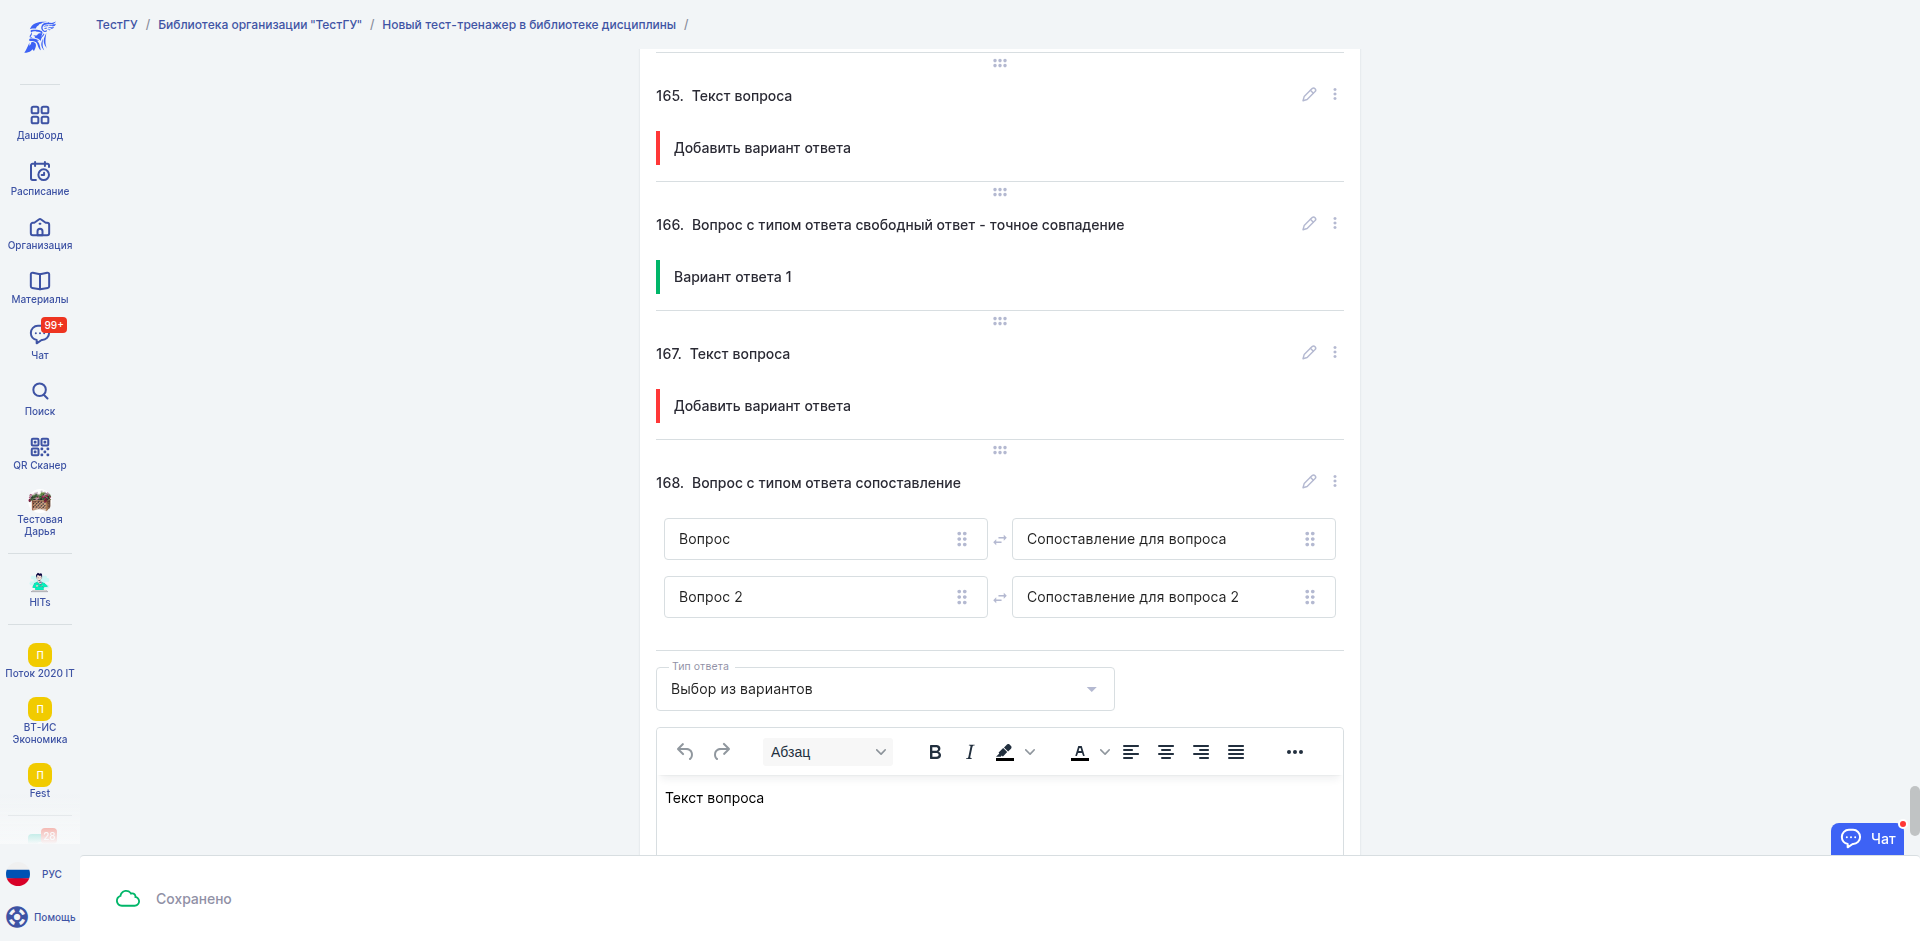 ТестГУ / Библиотека организации "ТестГУ" / Новый тест-тренажер в библиотеке дисциплины /
Дашборд
Расписание
Организация
Материалы
99+
Чат
Поиск
QR Сканер
Тестовая
Дарья
HITs
П
Поток 2020 IT
П
ВТ-ИС
Экономика
П
Fest
28
РУС
Помощь
165. Текст вопроса
Добавить вариант ответа
166. Вопрос с типом ответа свободный ответ - точное совпадение
Вариант ответа 1
167. Текст вопроса
Добавить вариант ответа
168. Вопрос с типом ответа сопоставление
Вопрос
Сопоставление для вопроса
Вопрос 2
Сопоставление для вопроса 2
Тип ответа
Выбор из вариантов
Абзац
Текст вопроса
Чат
Сохранено